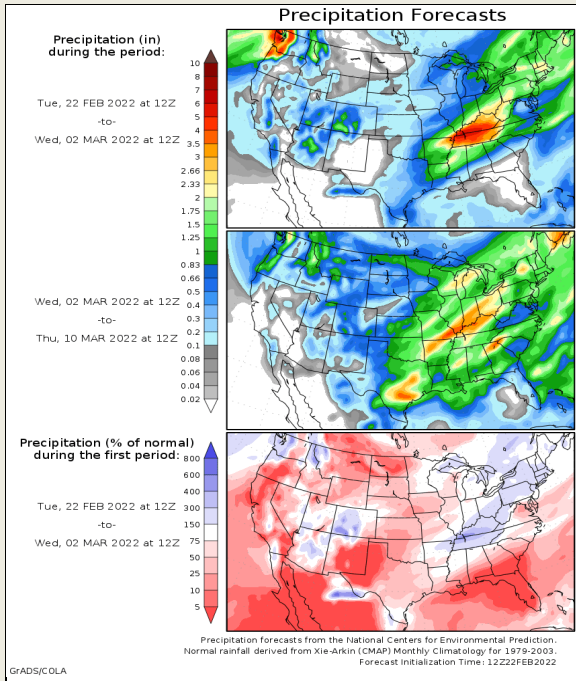 Precipitation Forecasts
Precipitation (in)
during the period:
Tue, 22 FEB 2022 at 12Z
-to-
Wed, 02 MAR 2022 at 12Z
10
9
8
7
6
5
4
3.5
3
2.66
2.33
2
1.75
1.5
1.25
1
0.83
0.66
0.5
0.4
0.3
0.2
0.1
0.08
0.06
0.04
0.02
Wed, 02 MAR 2022 at 12Z
-to-
Thu, 10 MAR 2022 at 12Z
Precipitation (% of normal)
during the first period:
Tue, 22 FEB 2022 at 12Z
-to-
Wed, 02 MAR 2022 at 12Z
800
600
400
300
150
75
50
25
10
5
Precipitation forecasts from the National Centers for Environmental Prediction.
Normal rainfall derived from Xie-Arkin (CMAP) Monthly Climatology for 1979-2003.
Forecast Initialization Time: 12Z22FEB2022
GrADS/COLA